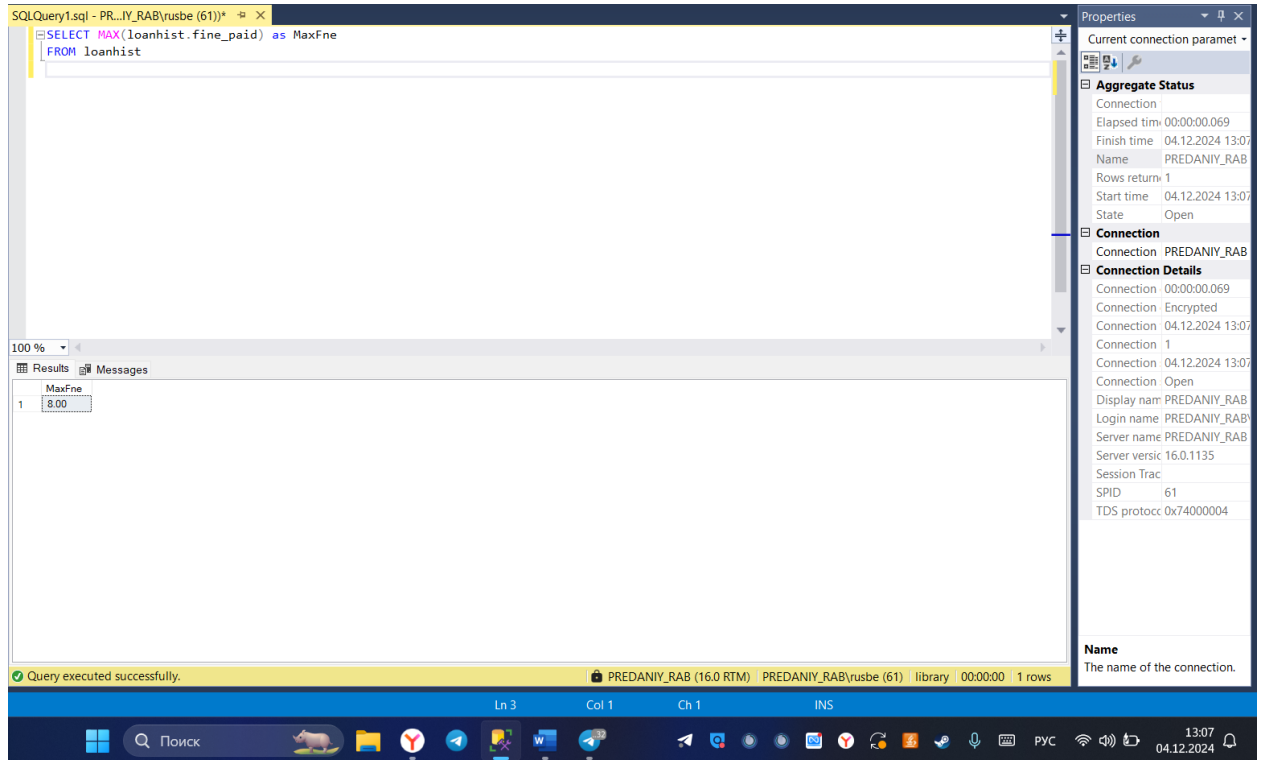 SQLQuery1.sql - PR...IY_RAB\rusbe (61))*
SELECT MAX(loanhist.fine_paid) as MaxFne
FROM loanhist
100 %
Results Messages
MaxFne
1 8.00
Query executed successfully.
PREDANIY_RAB (16.0 RTM) PREDANIY_RAB\rusbe (61) library 00:00:00 1 rows
Properties
Current connection paramet
Aggregate Status
Connection
Elapsed tim 00:00:00.069
Finish time 04.12.2024 13:07
Name PREDANIY_RAB
Rows return 1
Start time 04.12.2024 13:07
State Open
Connection
Connection PREDANIY_RAB
Connection Details
Connection 00:00:00.069
Connection Encrypted
Connection 04.12.2024 13:07
Connection 1
Connection 04.12.2024 13:07
Connection Open
Display nam PREDANIY_RAB
Login name PREDANIY_RAB\
Server name PREDANIY_RAB
Server versic 16.0.1135
Session Trac
SPID 61
TDS protocc 0x74000004
Name
The name of the connection.
Ln 3 Col 1 Ch 1 INS
Поиск
32
РУС
13:07
04.12.2024